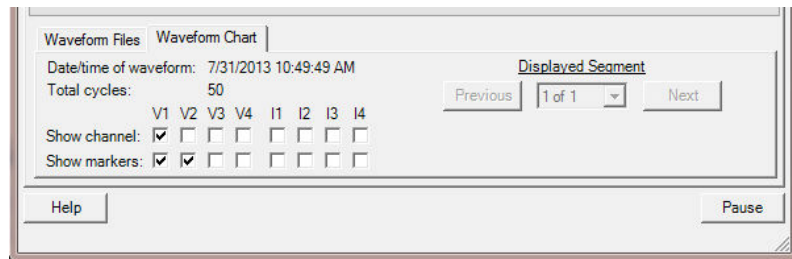 Waveform Files Waveform Chart
Date/time of waveform: 7/31/2013 10:49:49 AM Displayed Segment
Total cycles: 50 Previous 1 of 1 Next
V1 V2 V3 V4 I1 I2 I3 I4
Show channel:
Show markers:
Help Pause